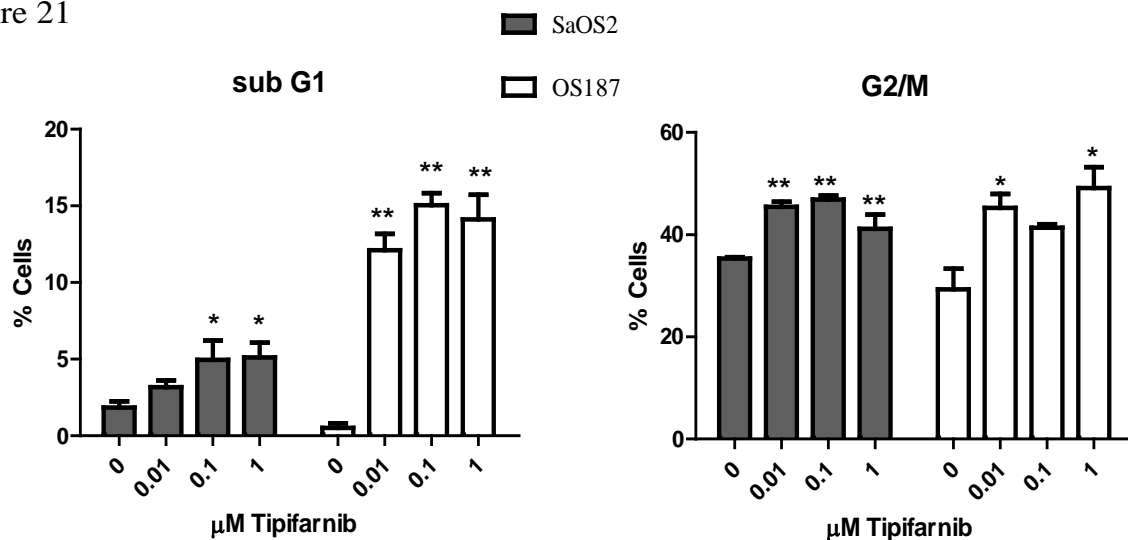 re 21
SaOS2
OS187
sub G1
% Cells
20
15
10
5
0
* * ** ** **
0 0.01 0.1 1 0 0.01 0.1 1
μM Tipifarnib
G2/M
% Cells
60
40
20
0
** ** ** * *
0 0.01 0.1 1 0 0.01 0.1 1
μM Tipifarnib